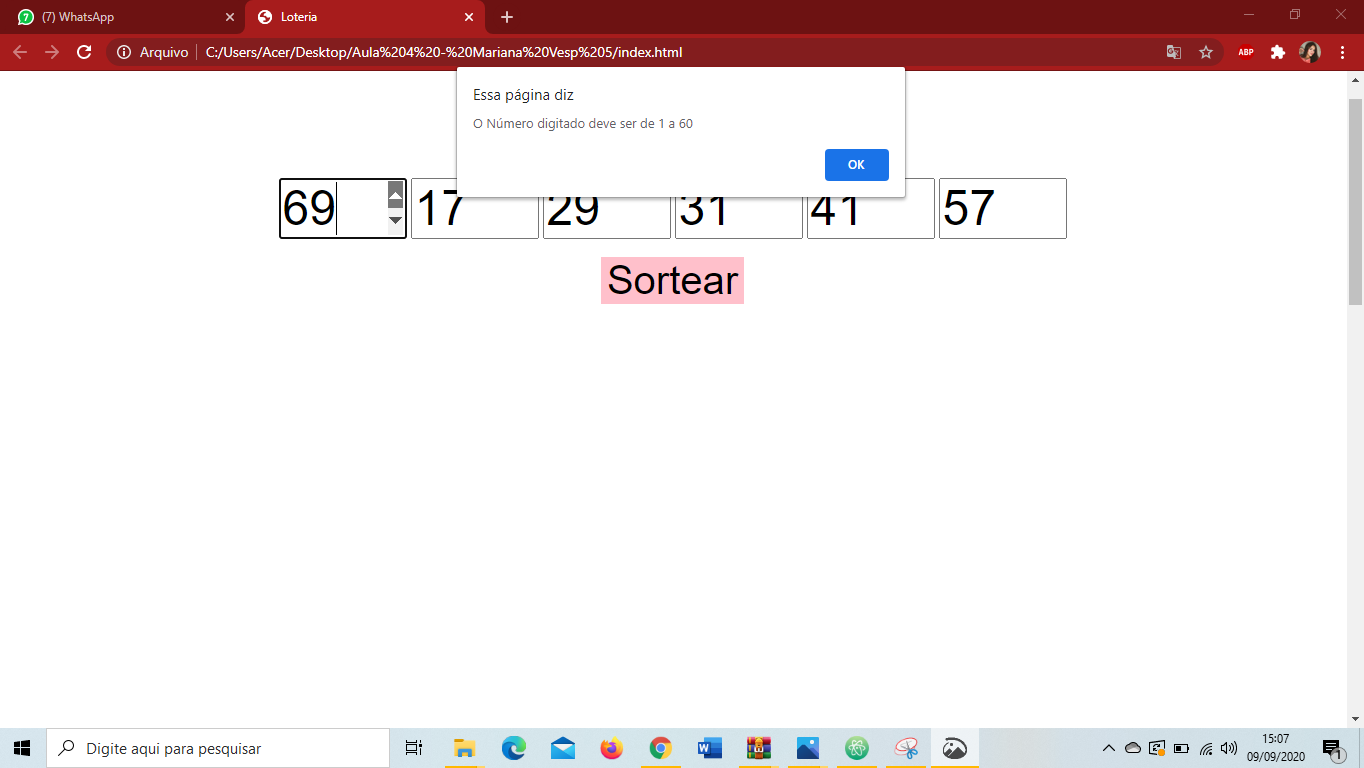 (7) WhatsApp
Loteria
Arquivo
C:/Users/Acer/Desktop/Aula%204%20-%20Mariana%20Vesp%205/index.html
ABP
Essa página diz
O Número digitado deve ser de 1 a 60
OK
69 17 29 31 41 57
Sortear
Digite aqui para pesquisar
15:07
09/09/2020
1